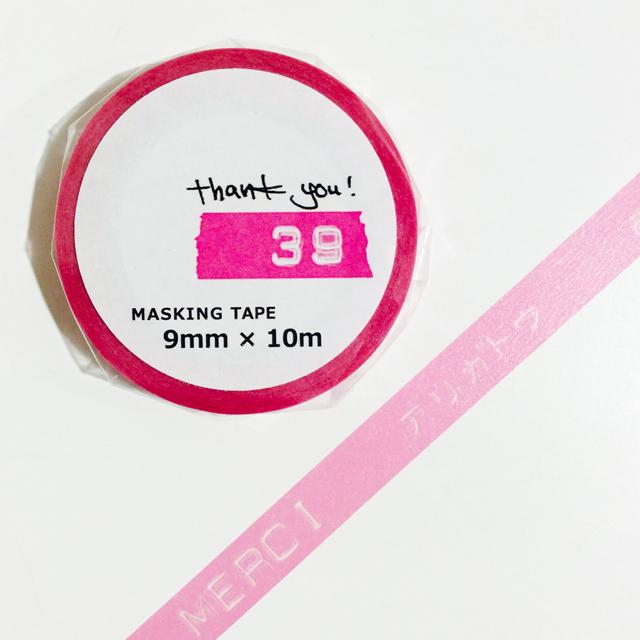 thank you!
39
MASKING TAPE
9mm × 10m
アリガトウ
MERCI